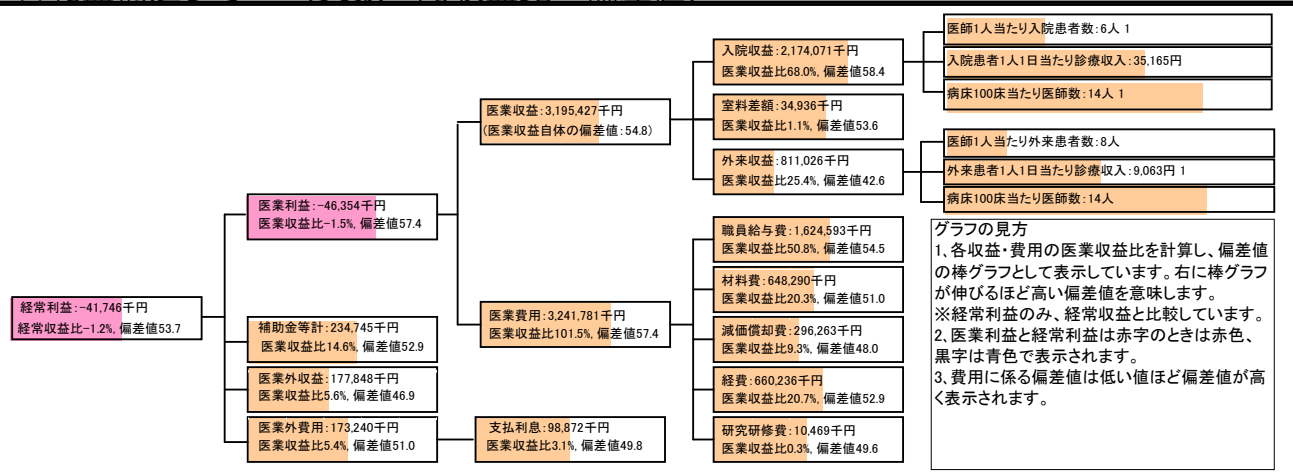 経常利益:-41,746千円
経常収益比-1.2%, 偏差値53.7
医業利益:-46,354千円
医業収益比-1.5%, 偏差値57.4
補助金等計:234,745千円
医業収益比14.6%, 偏差値52.9
医業外収益:177,848千円
医業収益比5.6%, 偏差値46.9
医業外費用:173,240千円
医業収益比5.4%, 偏差値51.0
医業収益:3,195,427千円
(医業収益自体の偏差値:54.8)
医業費用:3,241,781千円
医業収益比101.5%, 偏差値57.4
支払利息:98,872千円
医業収益比3.1%, 偏差値49.8
入院収益:2,174,071千円
医業収益比68.0%, 偏差値58.4
室料差額:34,936千円
医業収益比1.1%, 偏差値53.6
外来収益:811,026千円
医業収益比25.4%, 偏差値42.6
職員給与費:1,624,593千円
医業収益比50.8%, 偏差値54.5
材料費:648,290千円
医業収益比20.3%, 偏差値51.0
減価償却費:296,263千円
医業収益比9.3%, 偏差値48.0
経費:660,236千円
医業収益比20.7%, 偏差値52.9
研究研修費:10,469千円
医業収益比0.3%, 偏差値49.6
医師1人当たり入院患者数:6人 1
入院患者1人1日当たり診療収入:35,165円
病床100床当たり医師数:14人 1
医師1人当たり外来患者数:8人
外来患者1人1日当たり診療収入:9,063円 1
病床100床当たり医師数:14人
グラフの見方
1、各収益・費用の医業収益比を計算し、偏差値
の棒グラフとして表示しています。右に棒グラフ
が伸びるほど高い偏差値を意味します。
※経常利益のみ、経常収益と比較しています。
2、医業利益と経常利益は赤字のときは赤色、
黒字は青色で表示されます。
3、費用に係る偏差値は低い値ほど偏差値が高
く表示されます。